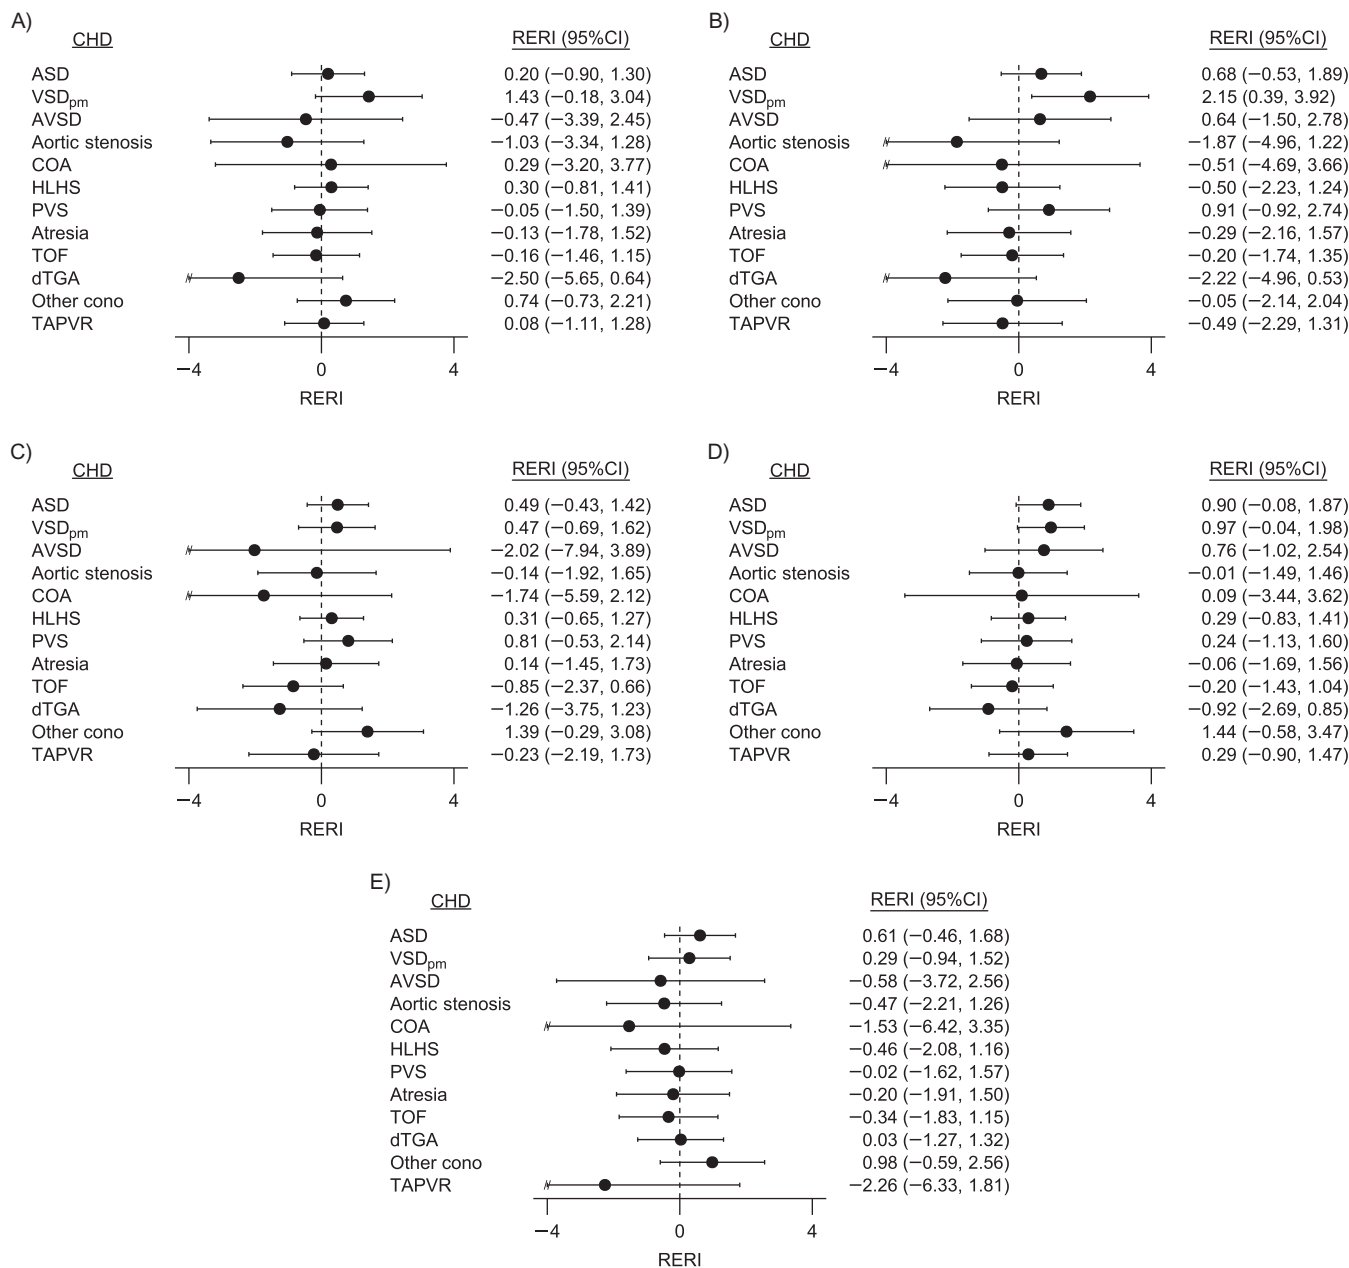 A)
CHD RERI (95%CI)
ASD 0.20 (−0.90, 1.30)
VSDpm 1.43 (−0.18, 3.04)
AVSD −0.47 (−3.39, 2.45)
Aortic stenosis −1.03 (−3.34, 1.28)
COA 0.29 (−3.20, 3.77)
HLHS 0.30 (−0.81, 1.41)
PVS −0.05 (−1.50, 1.39)
Atresia −0.13 (−1.78, 1.52)
TOF −0.16 (−1.46, 1.15)
dTGA −2.50 (−5.65, 0.64)
Other cono 0.74 (−0.73, 2.21)
TAPVR 0.08 (−1.11, 1.28)
−4 0 4
RERI
B)
CHD RERI (95%CI)
ASD 0.68 (−0.53, 1.89)
VSDpm 2.15 (0.39, 3.92)
AVSD 0.64 (−1.50, 2.78)
Aortic stenosis −1.87 (−4.96, 1.22)
COA −0.51 (−4.69, 3.66)
HLHS −0.50 (−2.23, 1.24)
PVS 0.91 (−0.92, 2.74)
Atresia −0.29 (−2.16, 1.57)
TOF −0.20 (−1.74, 1.35)
dTGA −2.22 (−4.96, 0.53)
Other cono −0.05 (−2.14, 2.04)
TAPVR −0.49 (−2.29, 1.31)
−4 0 4
RERI
C)
CHD RERI (95%CI)
ASD 0.49 (−0.43, 1.42)
VSDpm 0.47 (−0.69, 1.62)
AVSD −2.02 (−7.94, 3.89)
Aortic stenosis −0.14 (−1.92, 1.65)
COA −1.74 (−5.59, 2.12)
HLHS 0.31 (−0.65, 1.27)
PVS 0.81 (−0.53, 2.14)
Atresia 0.14 (−1.45, 1.73)
TOF −0.85 (−2.37, 0.66)
dTGA −1.26 (−3.75, 1.23)
Other cono 1.39 (−0.29, 3.08)
TAPVR −0.23 (−2.19, 1.73)
−4 0 4
RERI
D)
CHD RERI (95%CI)
ASD 0.90 (−0.08, 1.87)
VSDpm 0.97 (−0.04, 1.98)
AVSD 0.76 (−1.02, 2.54)
Aortic stenosis −0.01 (−1.49, 1.46)
COA 0.09 (−3.44, 3.62)
HLHS 0.29 (−0.83, 1.41)
PVS 0.24 (−1.13, 1.60)
Atresia −0.06 (−1.69, 1.56)
TOF −0.20 (−1.43, 1.04)
dTGA −0.92 (−2.69, 0.85)
Other cono 1.44 (−0.58, 3.47)
TAPVR 0.29 (−0.90, 1.47)
−4 0 4
RERI
E)
CHD RERI (95%CI)
ASD 0.61 (−0.46, 1.68)
VSDpm 0.29 (−0.94, 1.52)
AVSD −0.58 (−3.72, 2.56)
Aortic stenosis −0.47 (−2.21, 1.26)
COA −1.53 (−6.42, 3.35)
HLHS −0.46 (−2.08, 1.16)
PVS −0.02 (−1.62, 1.57)
Atresia −0.20 (−1.91, 1.50)
TOF −0.34 (−1.83, 1.15)
dTGA 0.03 (−1.27, 1.32)
Other cono 0.98 (−0.59, 2.56)
TAPVR −2.26 (−6.33, 1.81)
−4 0 4
RERI